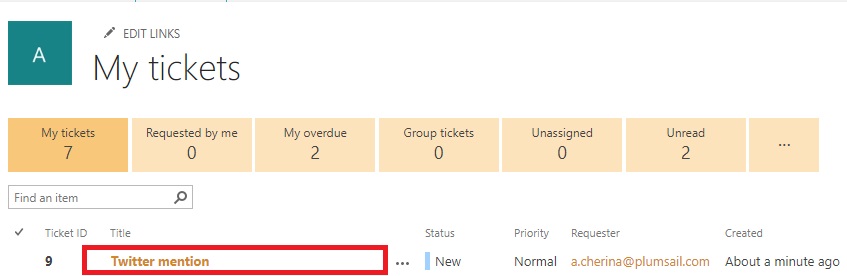 EDIT LINKS
A
My tickets
My tickets Requested by me My overdue Group tickets Unassigned Unread ...
7 0 2 0 0 2
Find an item
Ticket ID Title Status Priority Requester Created
9 Twitter mention ... New Normal a.cherina@plumsail.com About a minute ago